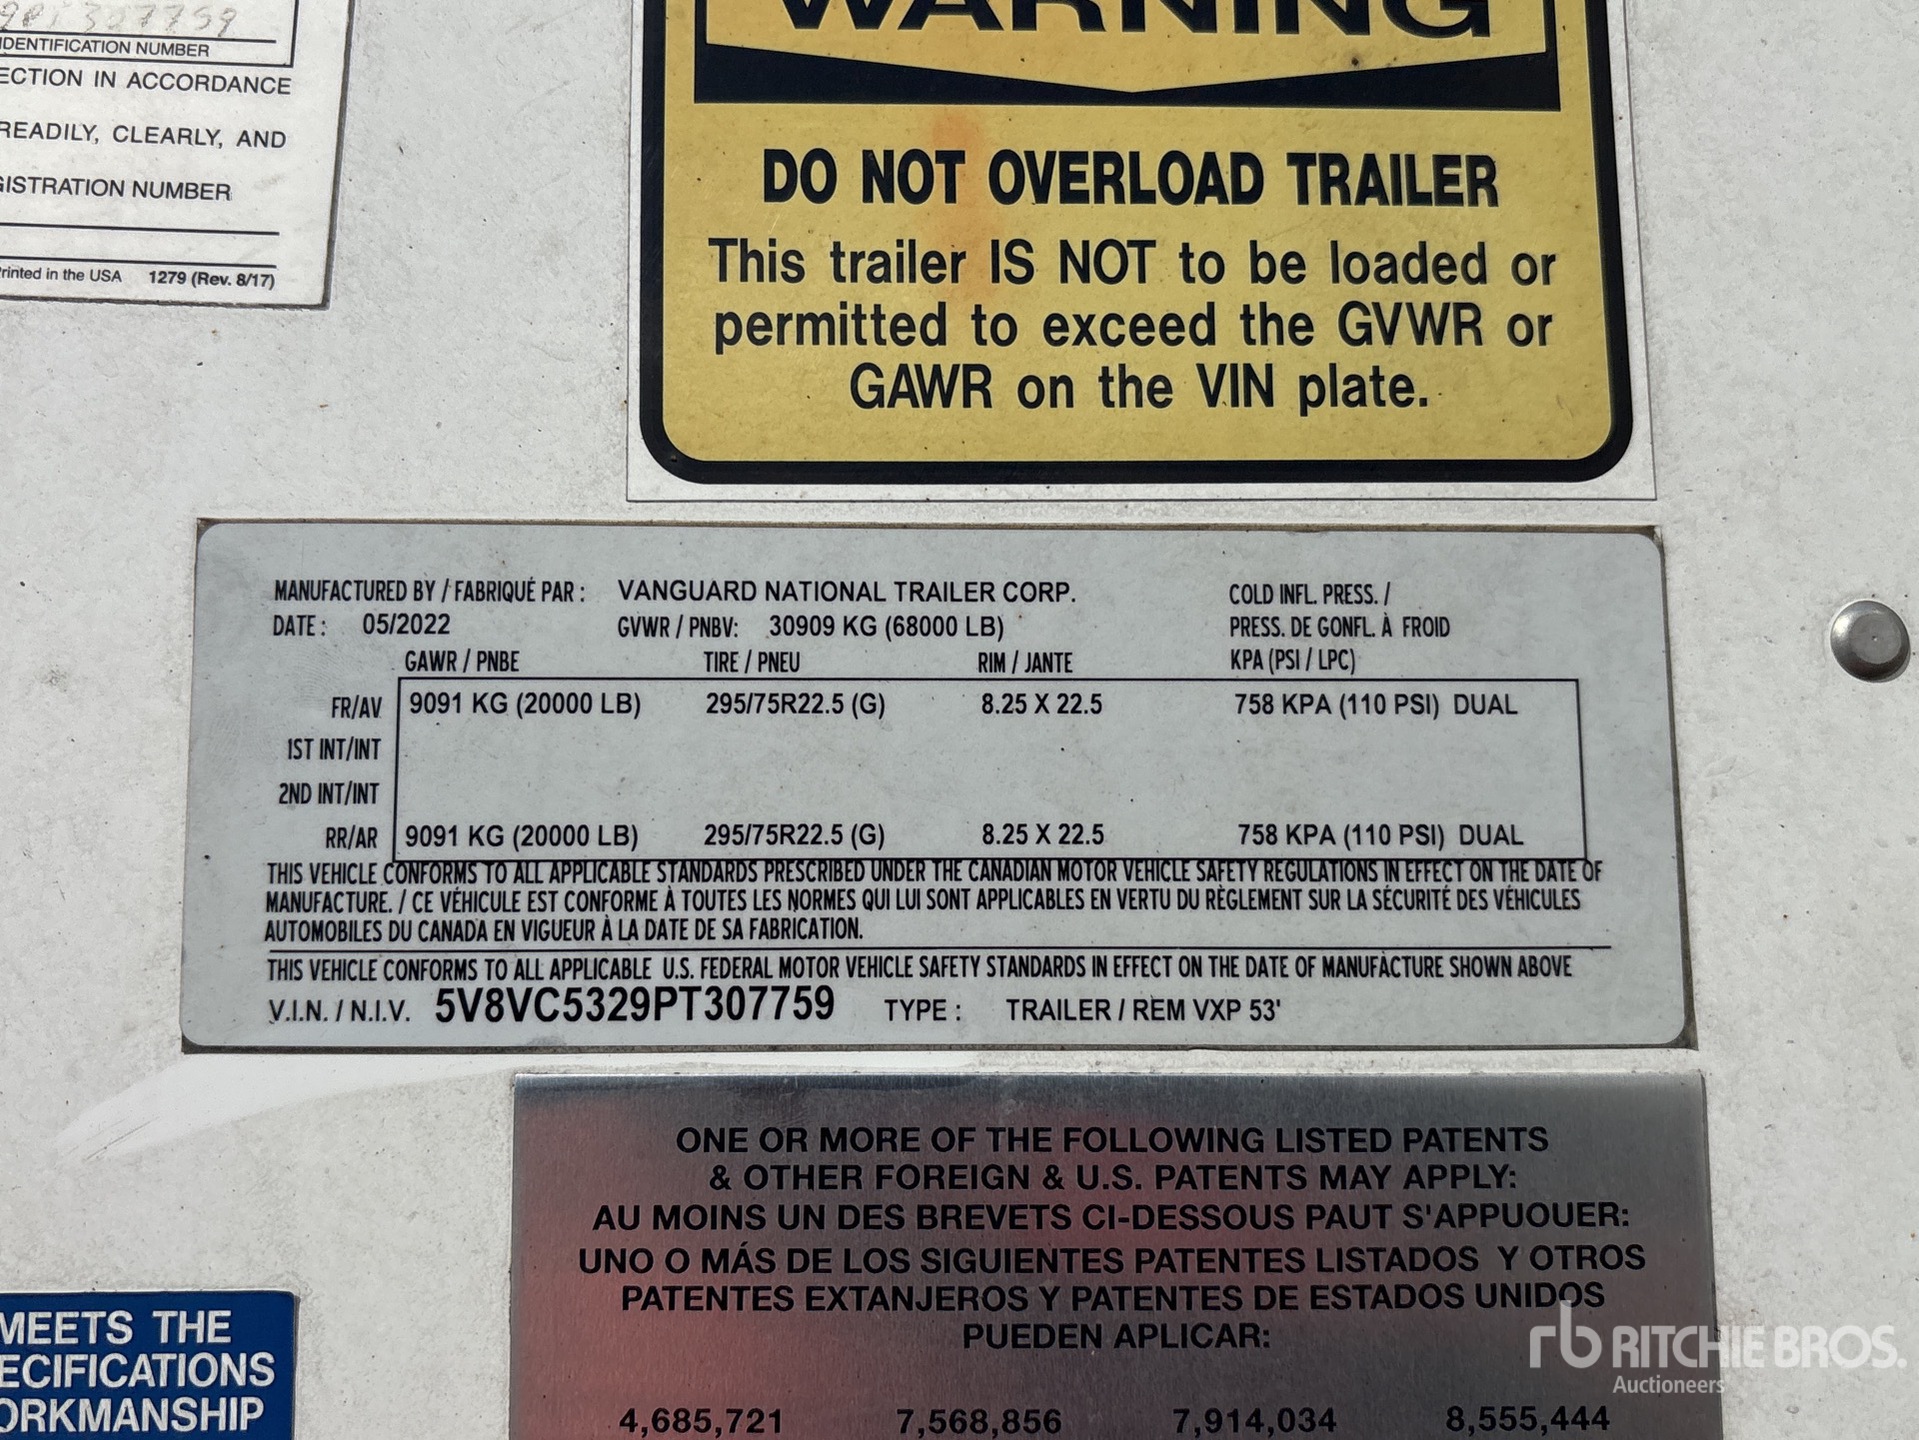 307759
IDENTIFICATION NUMBER
ECTION IN ACCORDANCE
READILY, CLEARLY, AND
GISTRATION NUMBER
Printed in the USA 1279 (Rev. 8/17)
WARNING
DO NOT OVERLOAD TRAILER
This trailer IS NOT to be loaded or
permitted to exceed the GVWR or
GAWR on the VIN plate.
MANUFACTURED BY / FABRIQUÉ PAR : VANGUARD NATIONAL TRAILER CORP. COLD INFL. PRESS. /
DATE : 05/2022 GVWR / PNBV: 30909 KG (68000 LB) PRESS. DE GONFL. À FROID
GAWR / PNBE TIRE / PNEU RIM / JANTE KPA (PSI / LPC)
FR/AV 9091 KG (20000 LB) 295/75R22.5 (G) 8.25 X 22.5 758 KPA (110 PSI) DUAL
1ST INT/INT
2ND INT/INT
RR/AR 9091 KG (20000 LB) 295/75R22.5 (G) 8.25 X 22.5 758 KPA (110 PSI) DUAL
THIS VEHICLE CONFORMS TO ALL APPLICABLE STANDARDS PRESCRIBED UNDER THE CANADIAN MOTOR VEHICLE SAFETY REGULATIONS IN EFFECT ON THE DATE OF
MANUFACTURE. / CE VÉHICULE EST CONFORME À TOUTES LES NORMES QUI LUI SONT APPLICABLES EN VERTU DU RÈGLEMENT SUR LA SÉCURITÉ DES VÉHICULES
AUTOMOBILES DU CANADA EN VIGUEUR À LA DATE DE SA FABRICATION.
THIS VEHICLE CONFORMS TO ALL APPLICABLE U.S. FEDERAL MOTOR VEHICLE SAFETY STANDARDS IN EFFECT ON THE DATE OF MANUFACTURE SHOWN ABOVE
V.I.N. / N.I.V. 5V8VC5329PT307759 TYPE : TRAILER / REM VXP 53'
ONE OR MORE OF THE FOLLOWING LISTED PATENTS
& OTHER FOREIGN & U.S. PATENTS MAY APPLY:
AU MOINS UN DES BREVETS CI-DESSOUS PAUT S'APPUOUER:
UNO O MÁS DE LOS SIGUIENTES PATENTES LISTADOS Y OTROS
PATENTES EXTANJEROS Y PATENTES DE ESTADOS UNIDOS
PUEDEN APLICAR:
4,685,721 7,568,856 7,914,034 8,555,444
MEETS THE
ECIFICATIONS
ORKMANSHIP
rb RITCHIE BROS.
Auctioneers